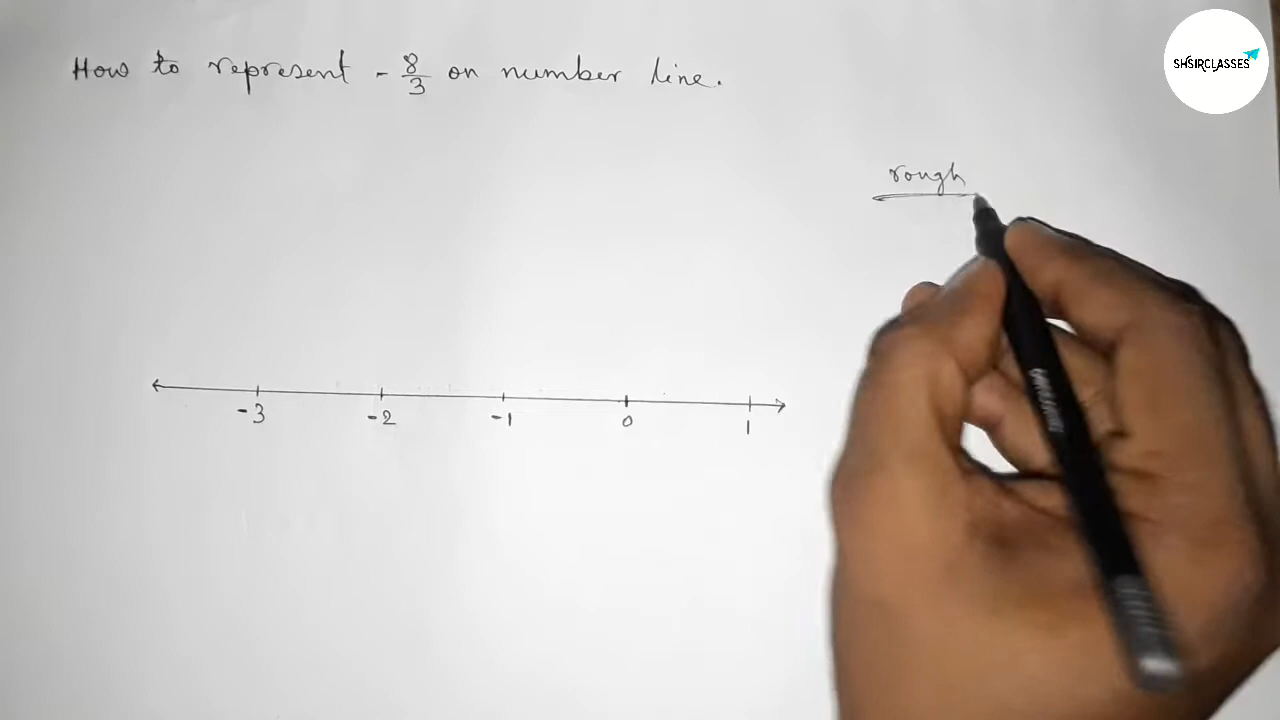 How to represent - 8/3 on number line.
SHSIRCLASSES
rough
-3 -2 -1 0 1